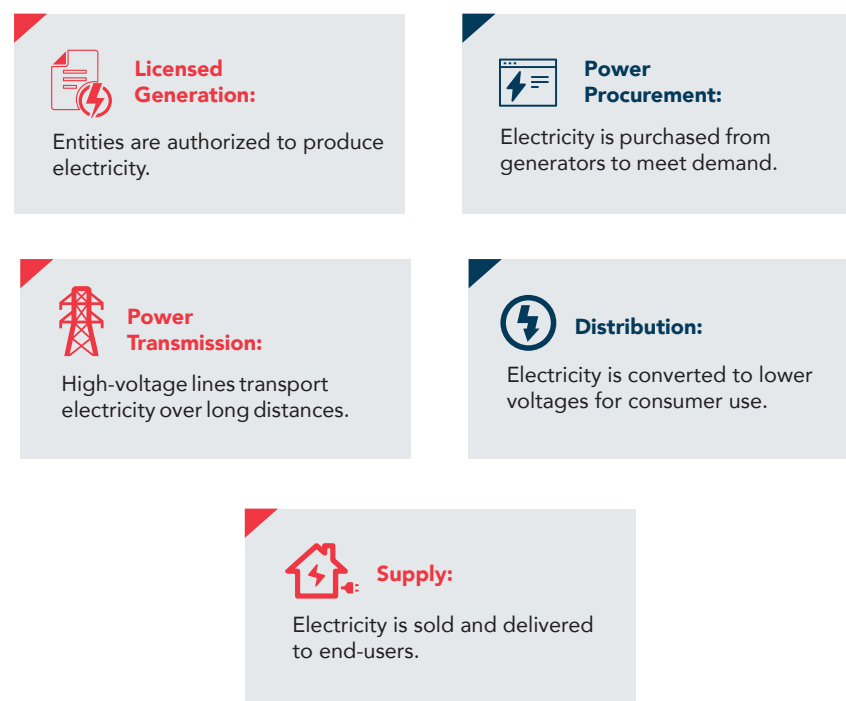 Licensed
Generation:
Entities are authorized to produce
electricity.
Power
Procurement:
Electricity is purchased from
generators to meet demand.
Power
Transmission:
High-voltage lines transport
electricity over long distances.
Distribution:
Electricity is converted to lower
voltages for consumer use.
Supply:
Electricity is sold and delivered
to end-users.